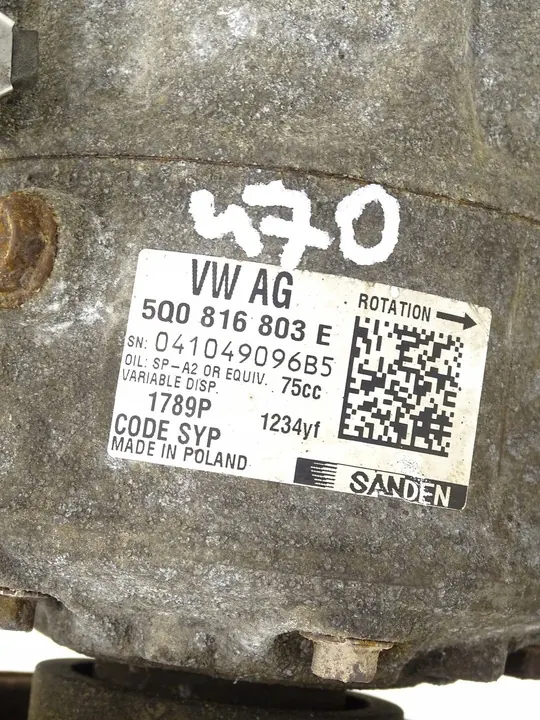 470
VW AG
5Q0 816 803 E
SN: 041049096B5
OIL: SP-A2 OR EQUIV. 75cc
VARIABLE DISP.
1789P 1234yf
CODE SYP
MADE IN POLAND
ROTATION
SANDEN